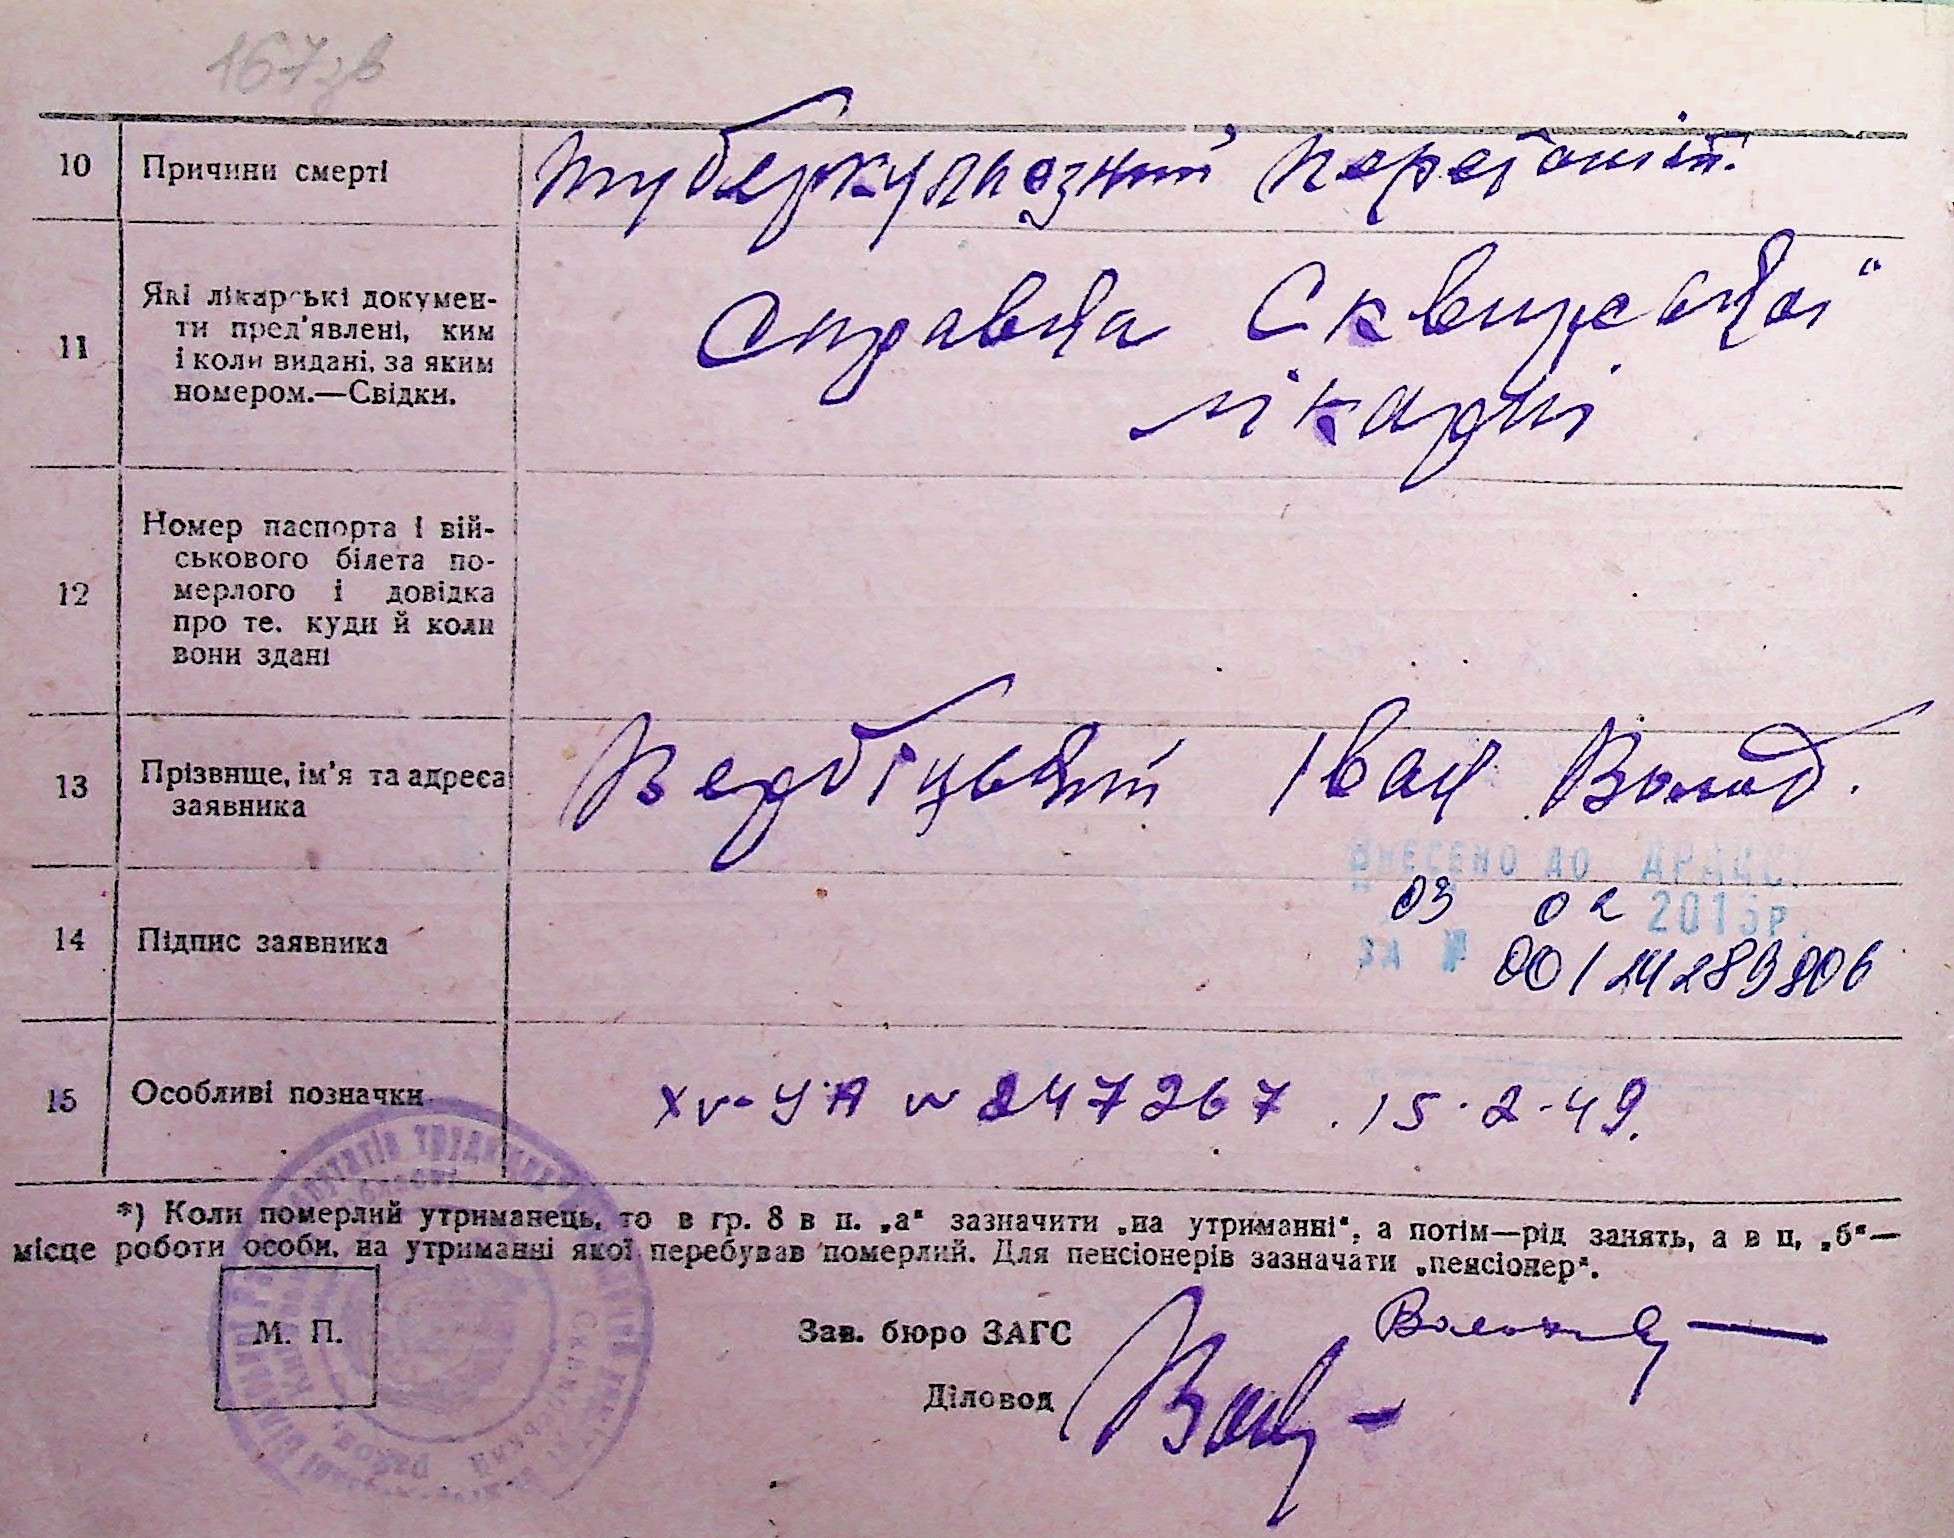 167зв
10 Причини смерті туберкульозний перетоніт.
11 Які лікарські докумен-
ти пред'явлені, ким
і коли видані, за яким
номером.—Свідки.
справка Сквирської
лікарні
12 Номер паспорта і вій-
ськового білета по-
мерлого і довідка
про те, куди й коли
вони здані
13 Прізвище, ім'я та адреса
заявника
Вербіцький Іван Волод.
ВНЕСЕНО ДО ДРАЦС
03 02 2015р.
14 Підпис заявника
ЗА № 00124289806
15 Особливі позначки XV-УА № 247267. 15.2-49.
*) Коли померлий утриманець, то в гр. 8 в п. „а“ зазначити „на утриманні“, а потім—рід занять, а в п. „б“—
місце роботи особи, на утриманні якої перебував померлий. Для пенсіонерів зазначати „пенсіонер“.
М. П.
Зав. бюро ЗАГС
Діловод